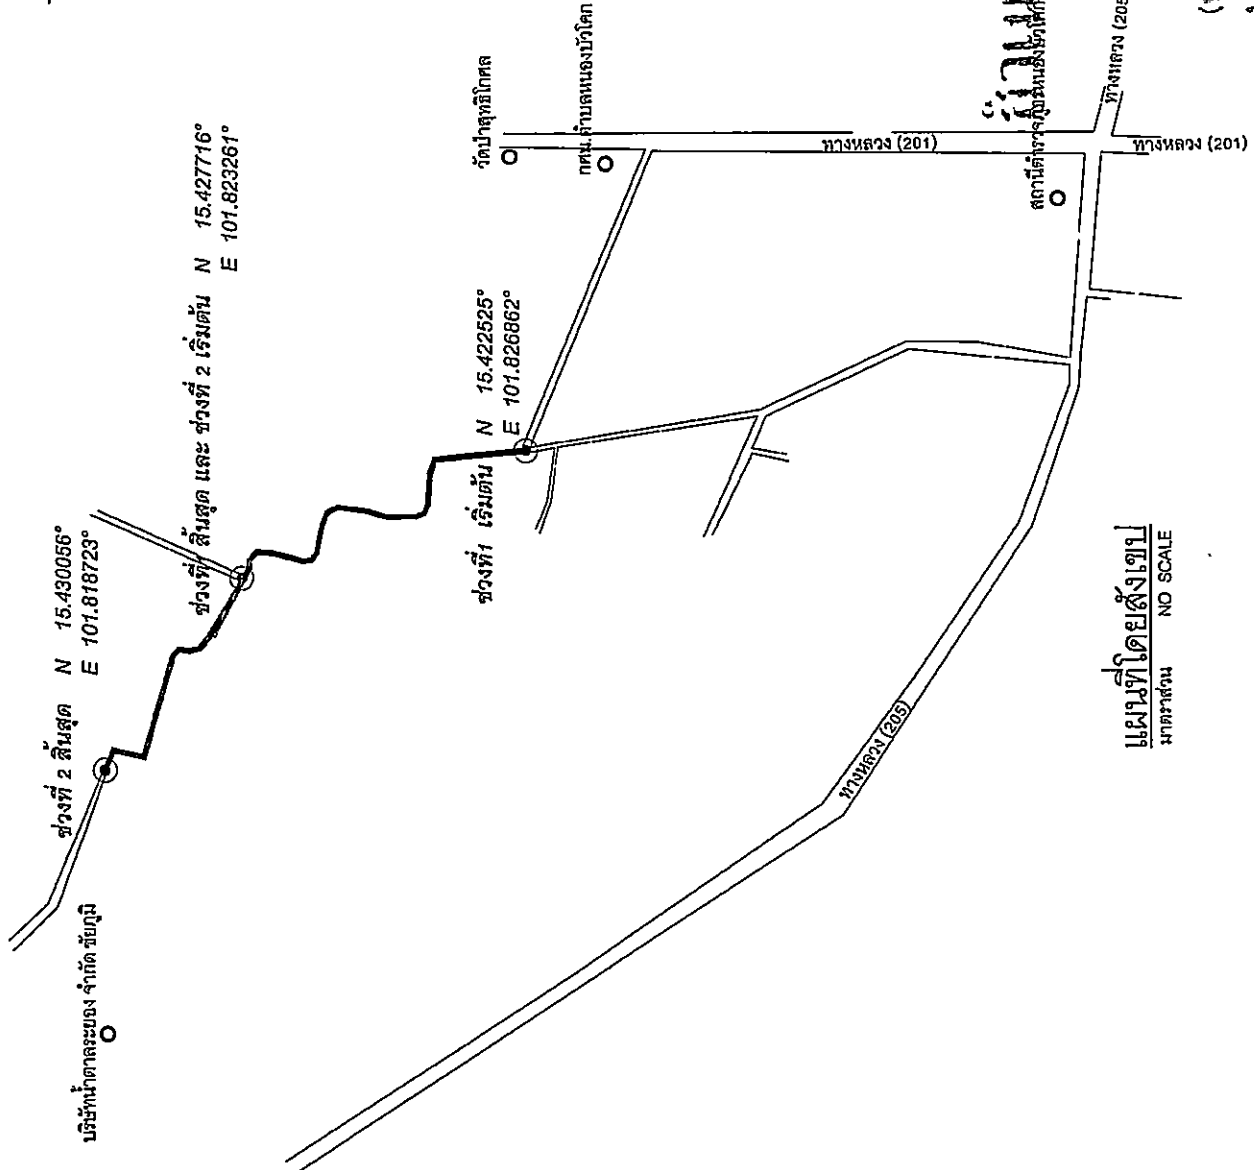 ช่วงที่ 2 สิ้นสุด N 15.430056°
E 101.818723°
ช่วงที่1 สิ้นสุด และ ช่วงที่ 2 เริ่มต้น N 15.427716°
E 101.823261°
ช่วงที่1 เริ่มต้น N 15.422525°
E 101.826862°
วัดป่าสุทธิโกศล
กศน.ตำบลหนองบัวโคก
ทางหลวง (201)
ทางหลวง (201)
ทางหลวง (205
ทางหลวง (205)
บริษัทน้ำตาลระยอง จำกัด ชัยภูมิ
แผนที่โดยสังเขป
มาตราส่วน NO SCALE